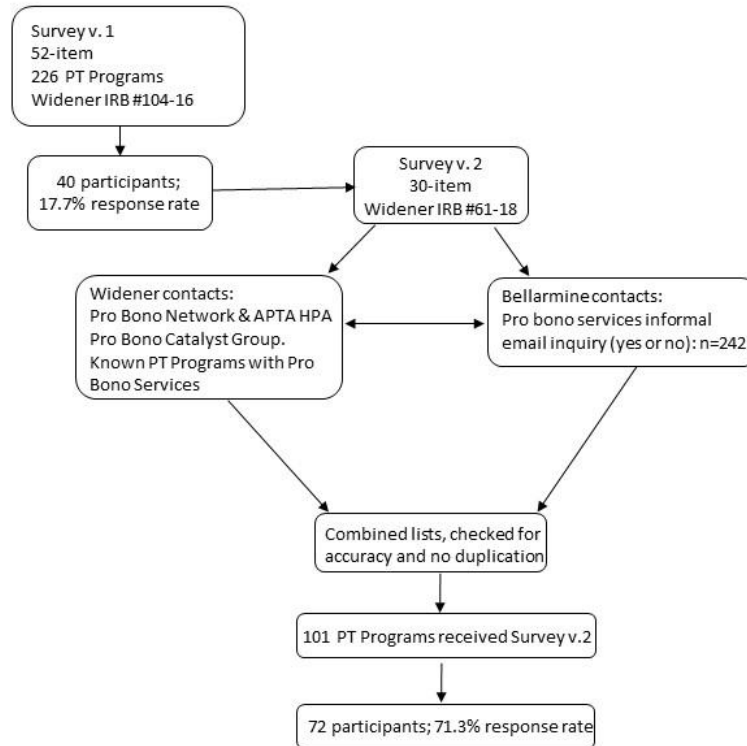 Survey v. 1
52-item
226 PT Programs
Widener IRB #104-16
40 participants;
17.7% response rate
Survey v. 2
30-item
Widener IRB #61-18
Widener contacts:
Pro Bono Network & APTA HPA
Pro Bono Catalyst Group.
Known PT Programs with Pro
Bono Services
Bellarmine contacts:
Pro bono services informal
email inquiry (yes or no): n=242
Combined lists, checked for
accuracy and no duplication
101 PT Programs received Survey v.2
72 participants; 71.3% response rate